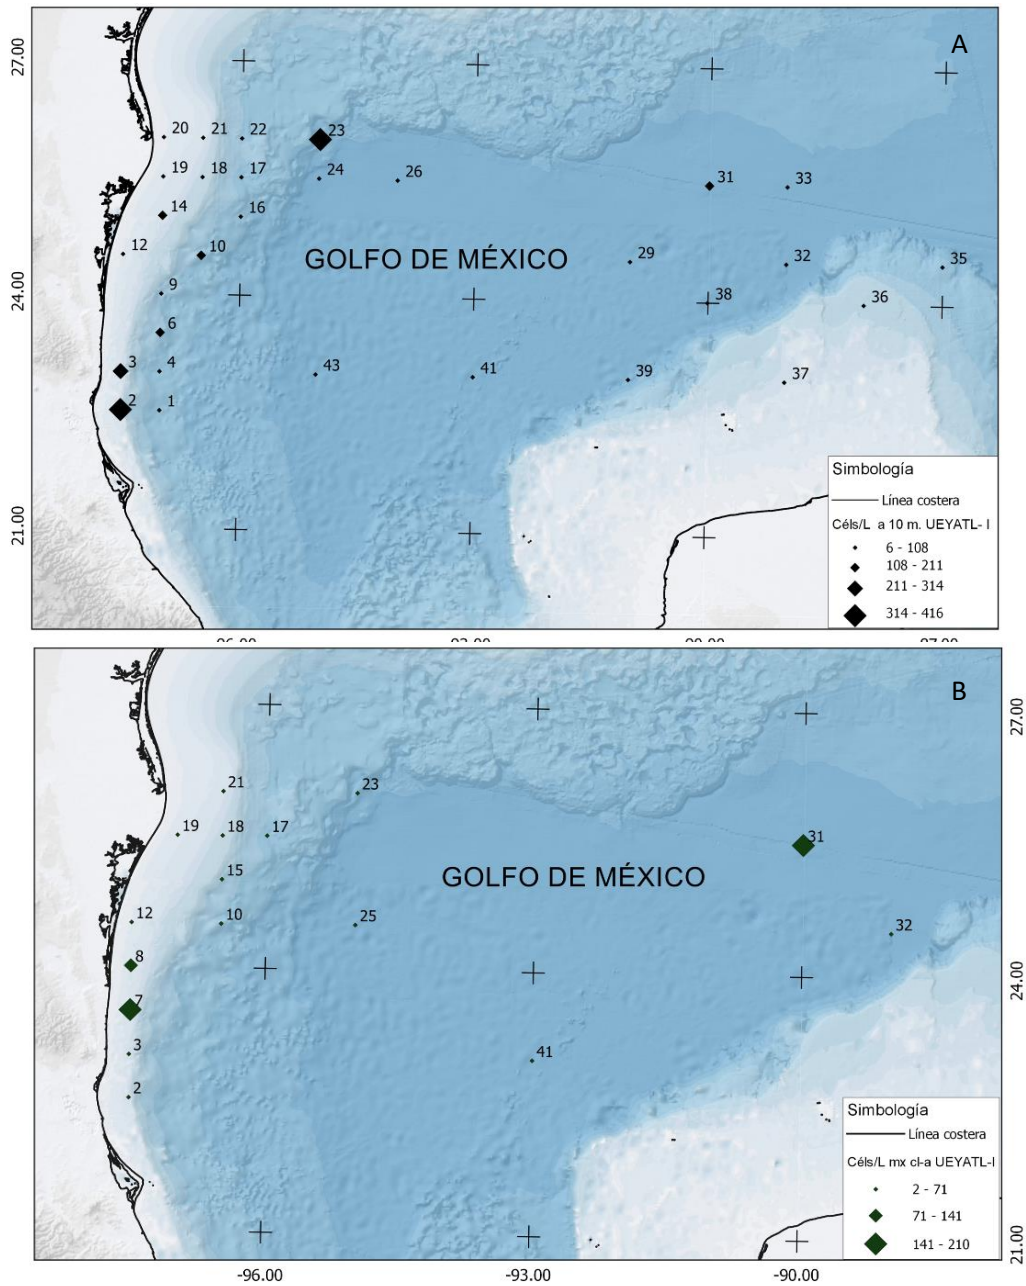 A
27.00
20 21 22 23
19 18 17 24 26 31 33
14 16
12 10 GOLFO DE MÉXICO 29 32 35
24.00
9 38 36
6
3 4 43 41 39 37
2 1
21.00
Simbología
Línea costera
Céls/L a 10 m. UEYATL- I
6 - 108
108 - 211
211 - 314
314 - 416
B
27.00
21 23
19 18 17 31
15 GOLFO DE MÉXICO
12 10 25 32
8
24.00
7
3 41
2
Simbología
Línea costera
Céls/L mx cl-a UEYATL-I
2 - 71
71 - 141
141 - 210
21.00
-96.00 -93.00 -90.00